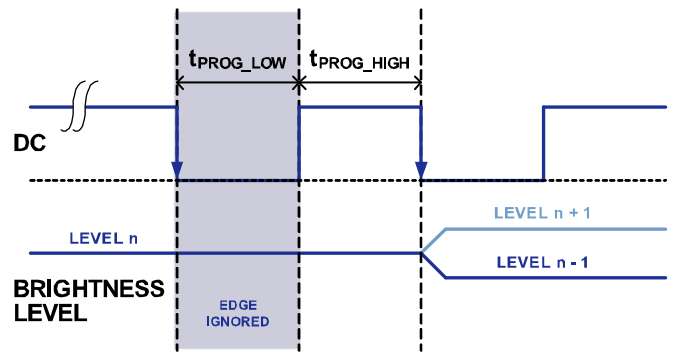 tPROG_LOW
tPROG_HIGH
DC
LEVEL n
LEVEL n + 1
LEVEL n - 1
BRIGHTNESS
LEVEL
EDGE
IGNORED